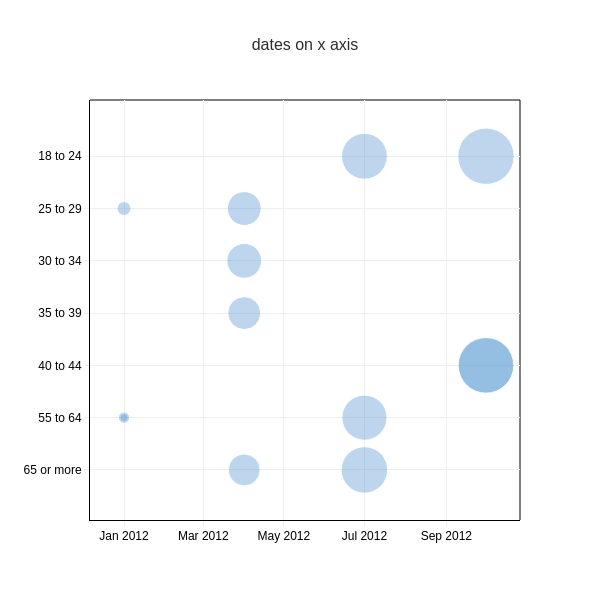 dates on x axis
18 to 24
25 to 29
30 to 34
35 to 39
40 to 44
55 to 64
65 or more
Jan 2012 Mar 2012 May 2012 Jul 2012 Sep 2012